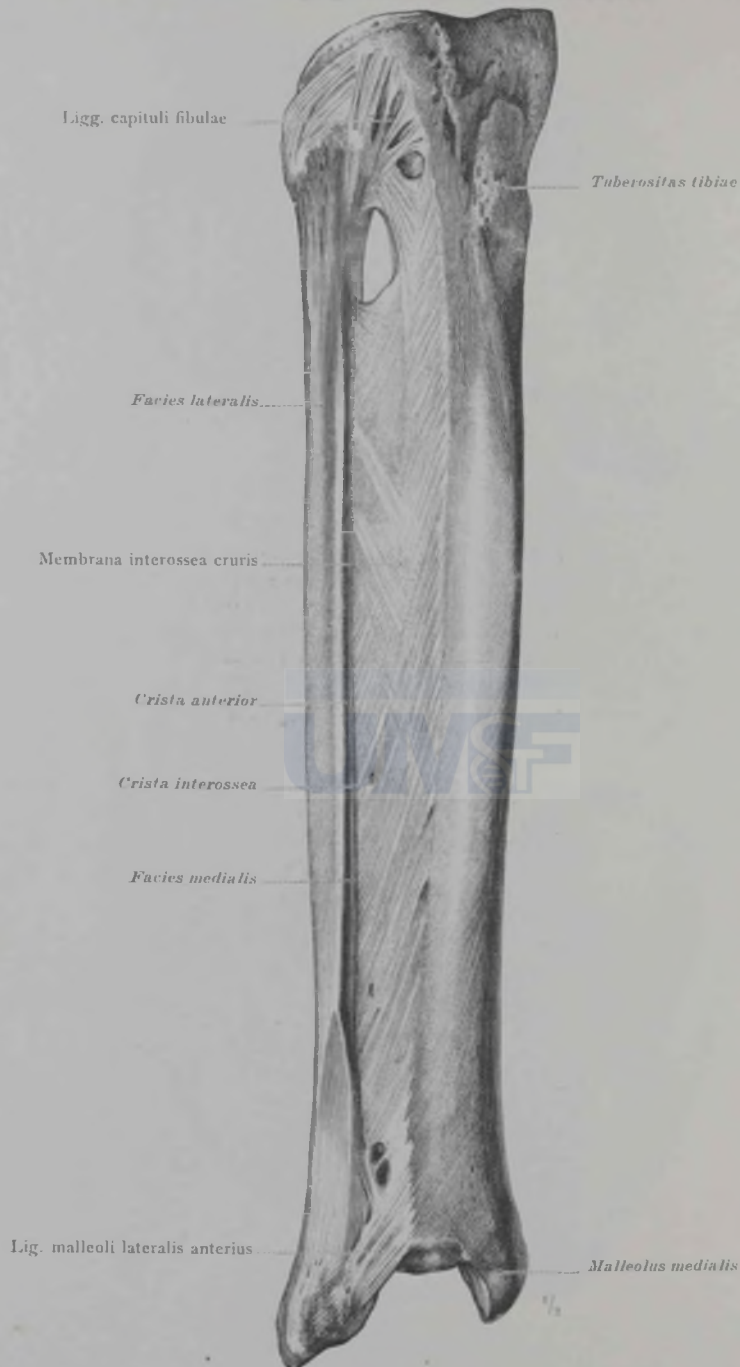 Ligg. capituli fibulae
Tuberositas tibiae
Facies lateralis
Membrana interossea cruris
Crista anterior
Crista interossea
Facies medialis
Lig. malleoli lateralis anterius
Malleolus medialis